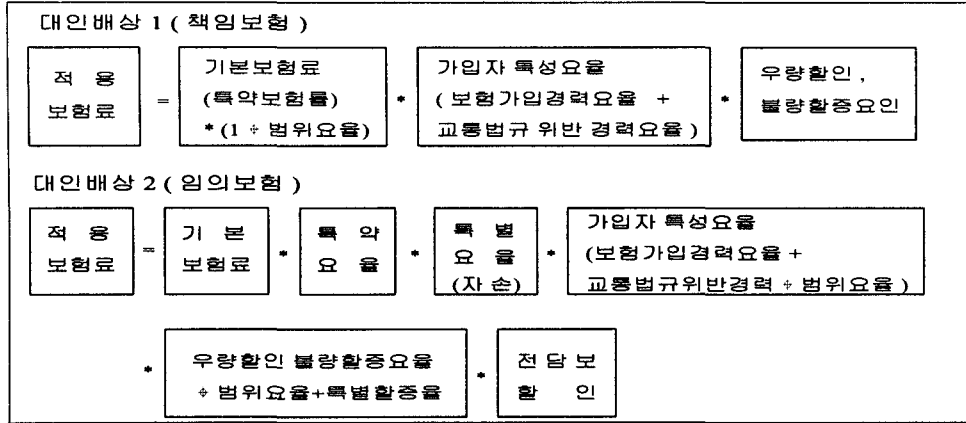 대인배상 1 ( 책임보험 )
적 용 보험료 = 기본보험료 (특약보험률) * (1 + 범위요율) * 가입자 특성요율 ( 보험가입경력요율 + 교통법규 위반 경력요율 ) * 우량할인 , 불량할증요인
대인배상 2 ( 임의보험 )
적 용 보험료 = 기 본 보험료 * 특 약 요 율 * 특 별 요 율 (자 손) * 가입자 특성요율 (보험가입경력요율 + 교통법규위반경력 + 범위요율 )
* 우량할인 불량할증요율 + 범위요율+특별할증율 * 전 담 보 할 인